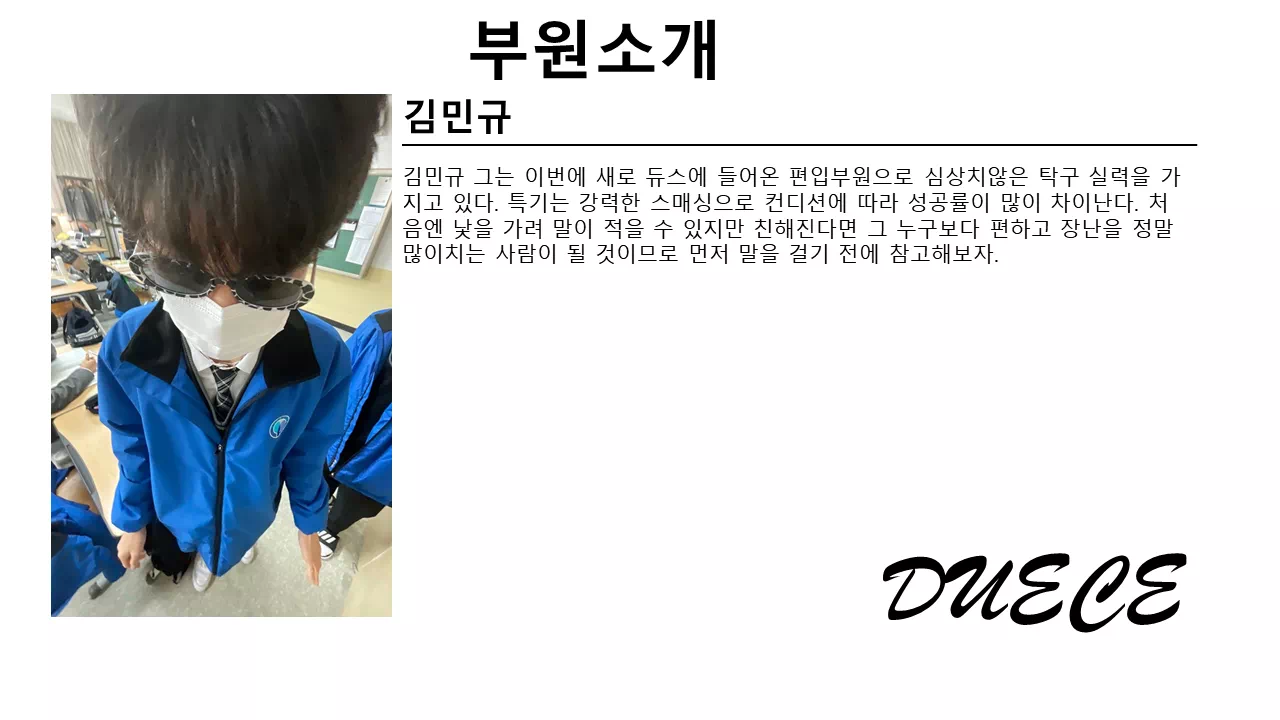 부원소개
김민규
김민규 그는 이번에 새로 듀스에 들어온 편입부원으로 심상치않은 탁구 실력을 가
지고 있다. 특기는 강력한 스매싱으로 컨디션에 따라 성공률이 많이 차이난다. 처
음엔 낯을 가려 말이 적을 수 있지만 친해진다면 그 누구보다 편하고 장난을 정말
많이치는 사람이 될 것이므로 먼저 말을 걸기 전에 참고해보자.
DUECE